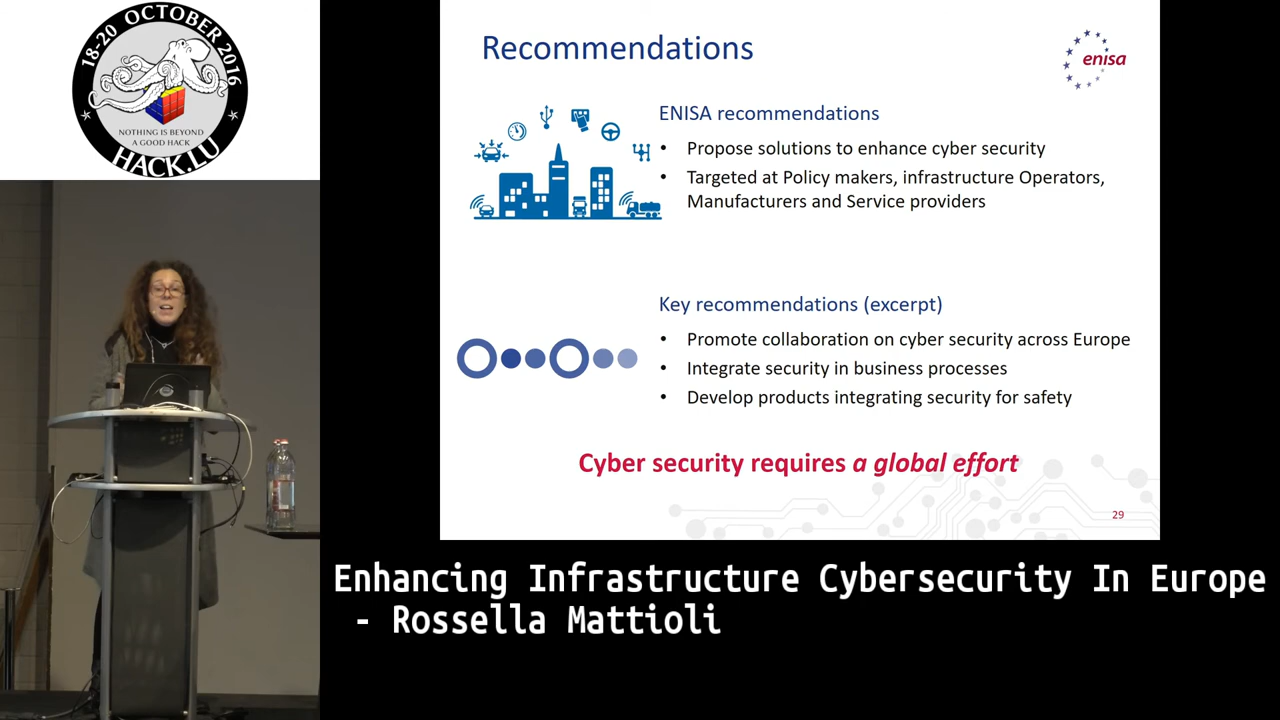 18-20 OCTOBER 2016
NOTHING IS BEYOND
A GOOD HACK
HACK.LU
Recommendations
enisa
ENISA recommendations
• Propose solutions to enhance cyber security
• Targeted at Policy makers, infrastructure Operators,
Manufacturers and Service providers
Key recommendations (excerpt)
• Promote collaboration on cyber security across Europe
• Integrate security in business processes
• Develop products integrating security for safety
Cyber security requires a global effort
29
Enhancing Infrastructure Cybersecurity In Europe
- Rossella Mattioli